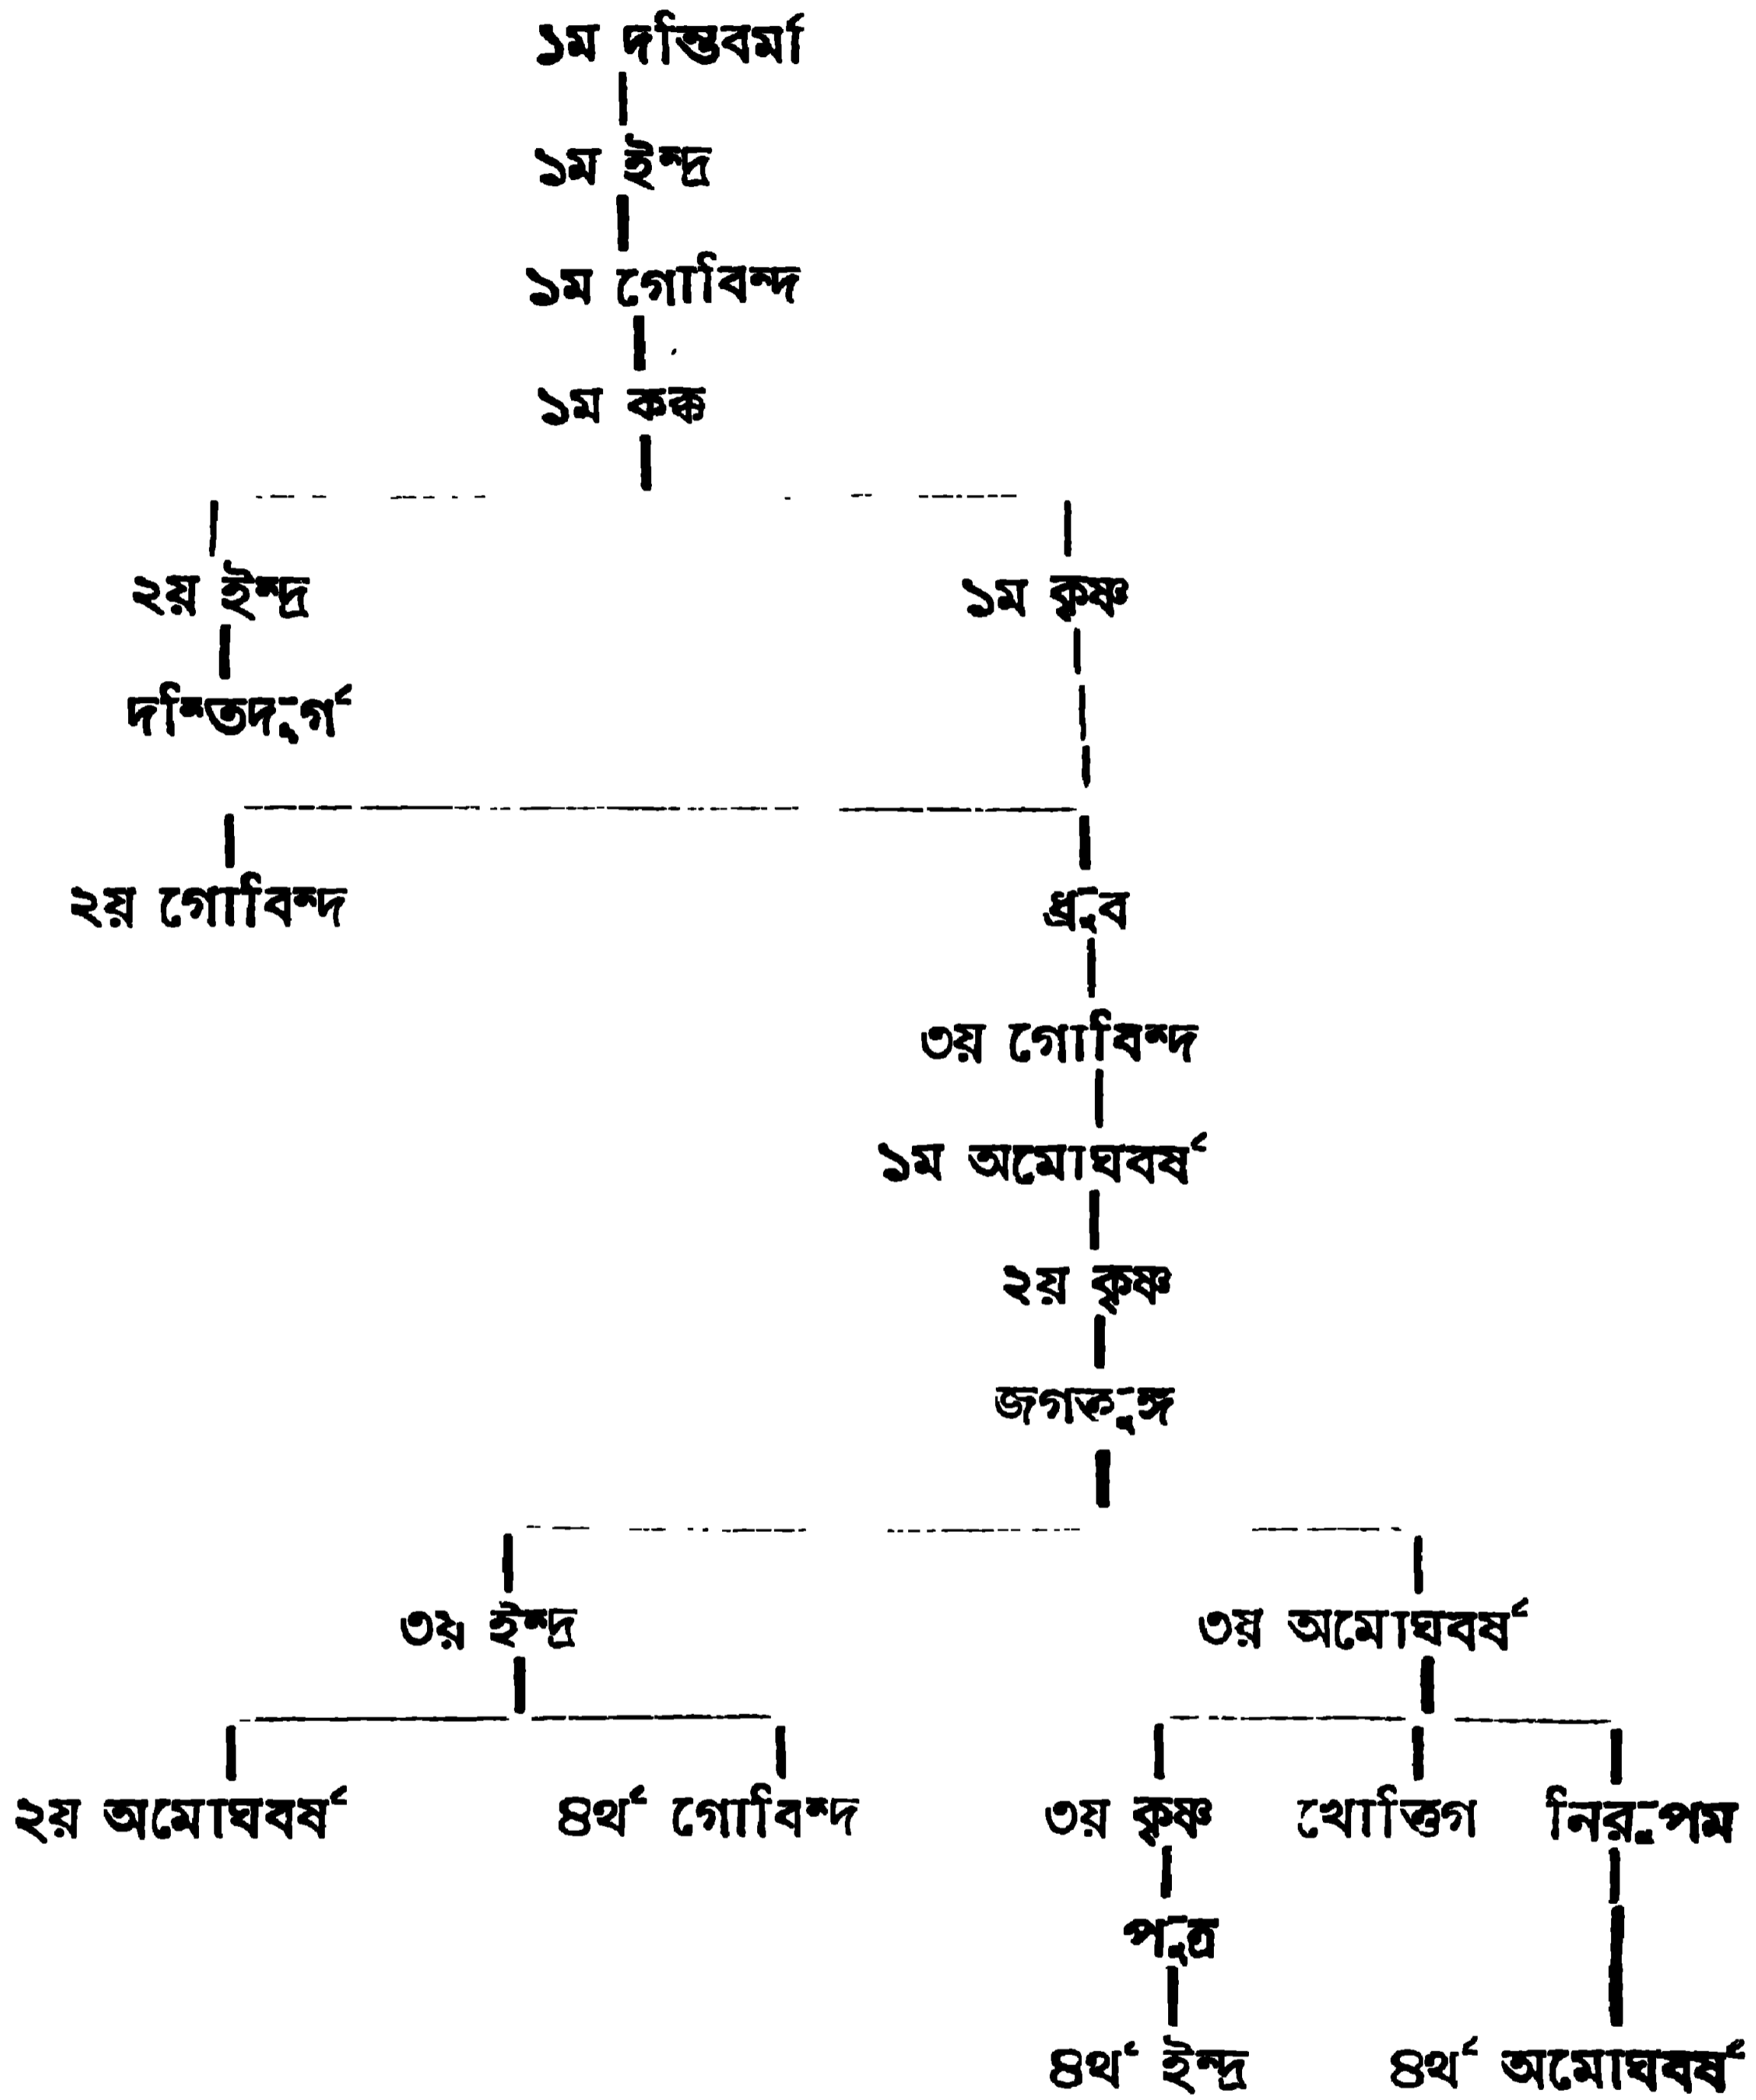 ১ম দন্তিবর্মা
১ম ইন্দ্র
১ম গোবিন্দ
১ম কক্ক
২য় ইন্দ্র ১ম কৃষ্ণ
দন্তিদুর্গ
২য় গোবিন্দ ধ্রুব
৩য় গোবিন্দ
১ম অমোঘবর্ষ
২য় কৃষ্ণ
জগত্তুঙ্গ
৩য় ইন্দ্র ৩য় অমোঘবর্ষ
২য় অমোঘবর্ষ ৪র্থ গোবিন্দ ৩য় কৃষ্ণ খোত্তিগ নিরুপম
পুত্র
৪র্থ ইন্দ্র ৪র্থ অমোঘবর্ষ